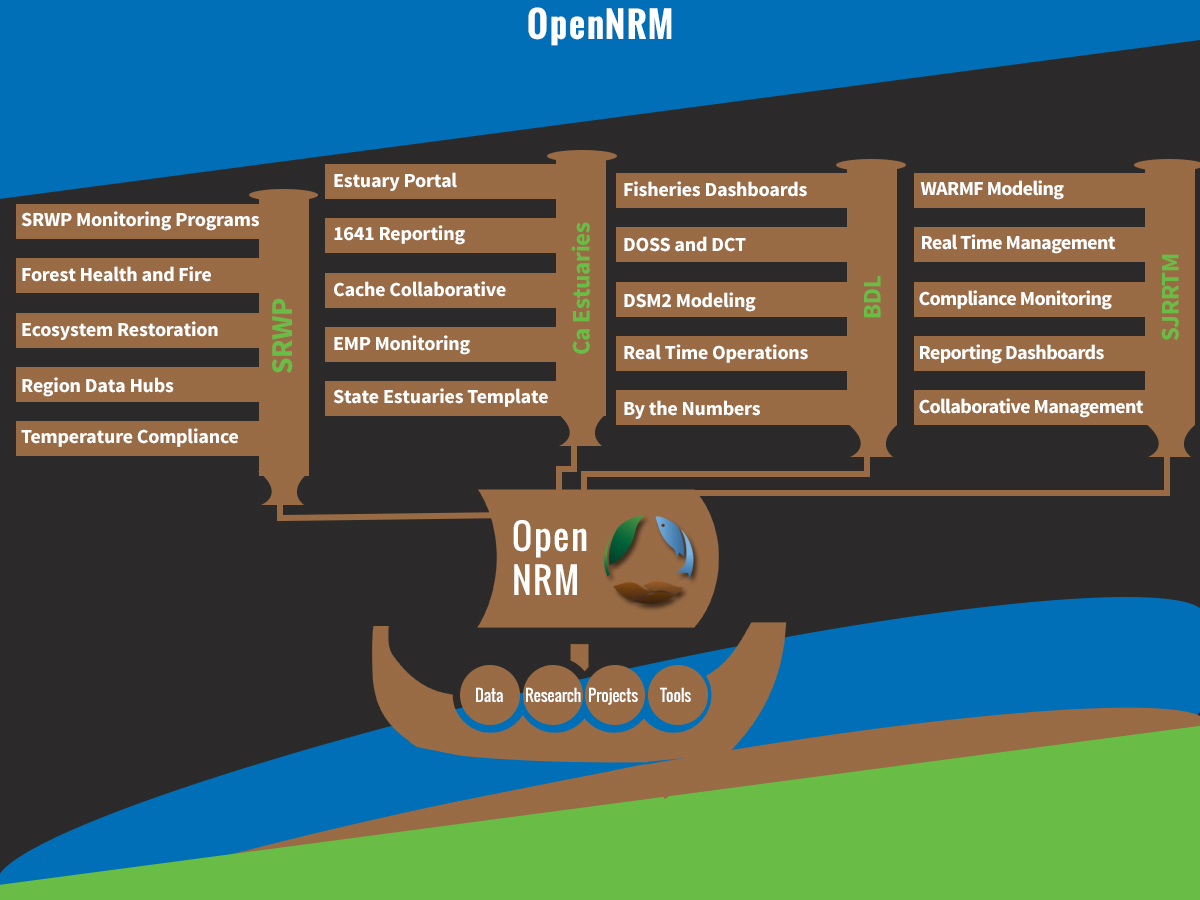 OpenNRM
SRWP Monitoring Programs
Forest Health and Fire
Ecosystem Restoration
Region Data Hubs
Temperature Compliance
SRWP
Estuary Portal
1641 Reporting
Cache Collaborative
EMP Monitoring
State Estuaries Template
Ca Estuaries
Fisheries Dashboards
DOSS and DCT
DSM2 Modeling
Real Time Operations
By the Numbers
BDL
WARMF Modeling
Real Time Management
Compliance Monitoring
Reporting Dashboards
Collaborative Management
SJRRTM
Open
NRM
Data
Research
Projects
Tools